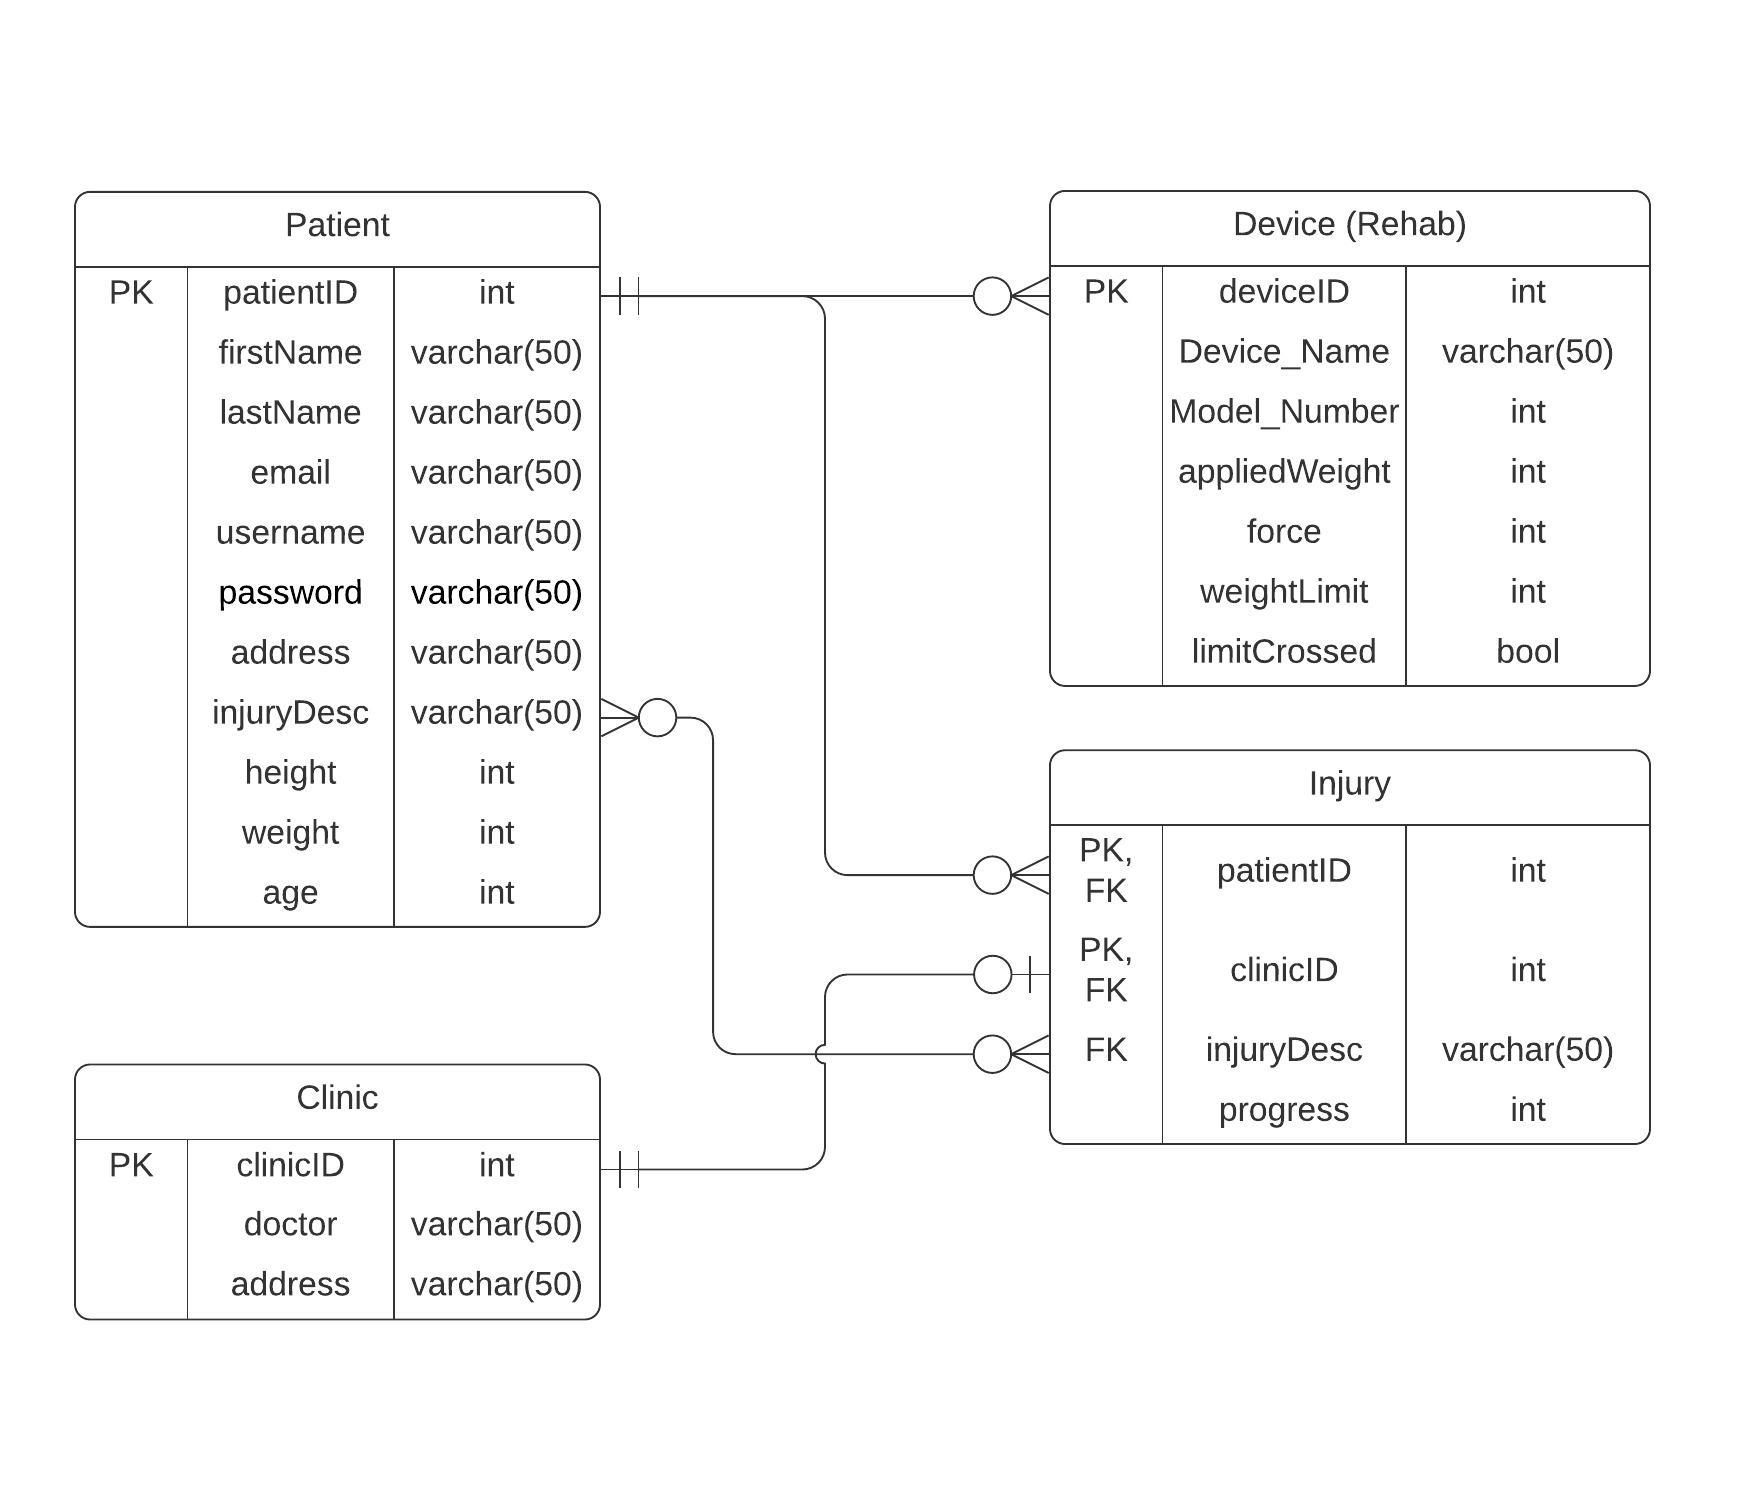 Patient
PK patientID int
firstName varchar(50)
lastName varchar(50)
email varchar(50)
username varchar(50)
password varchar(50)
address varchar(50)
injuryDesc varchar(50)
height int
weight int
age int
Device (Rehab)
PK deviceID int
Device_Name varchar(50)
Model_Number int
appliedWeight int
force int
weightLimit int
limitCrossed bool
Injury
PK,
FK patientID int
PK,
FK clinicID int
FK injuryDesc varchar(50)
progress int
Clinic
PK clinicID int
doctor varchar(50)
address varchar(50)